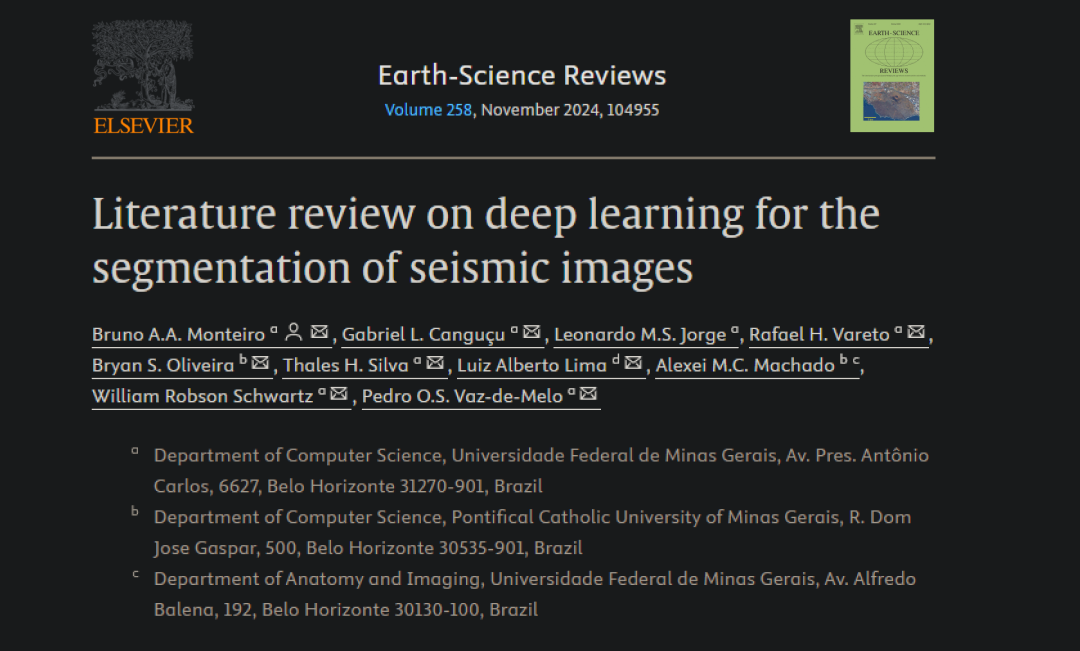 ELSEVIER
Earth-Science Reviews
Volume 258, November 2024, 104955
EARTH-SCIENCE
REVIEWS
Literature review on deep learning for the
segmentation of seismic images
Bruno A.A. Monteiro a, Gabriel L. Canguçu a, Leonardo M.S. Jorge a, Rafael H. Vareto a,
Bryan S. Oliveira b, Thales H. Silva a, Luiz Alberto Lima d, Alexei M.C. Machado b c,
William Robson Schwartz a, Pedro O.S. Vaz-de-Melo a
a Department of Computer Science, Universidade Federal de Minas Gerais, Av. Pres. Antônio
Carlos, 6627, Belo Horizonte 31270-901, Brazil
b Department of Computer Science, Pontifical Catholic University of Minas Gerais, R. Dom
Jose Gaspar, 500, Belo Horizonte 30535-901, Brazil
c Department of Anatomy and Imaging, Universidade Federal de Minas Gerais, Av. Alfredo
Balena, 192, Belo Horizonte 30130-100, Brazil